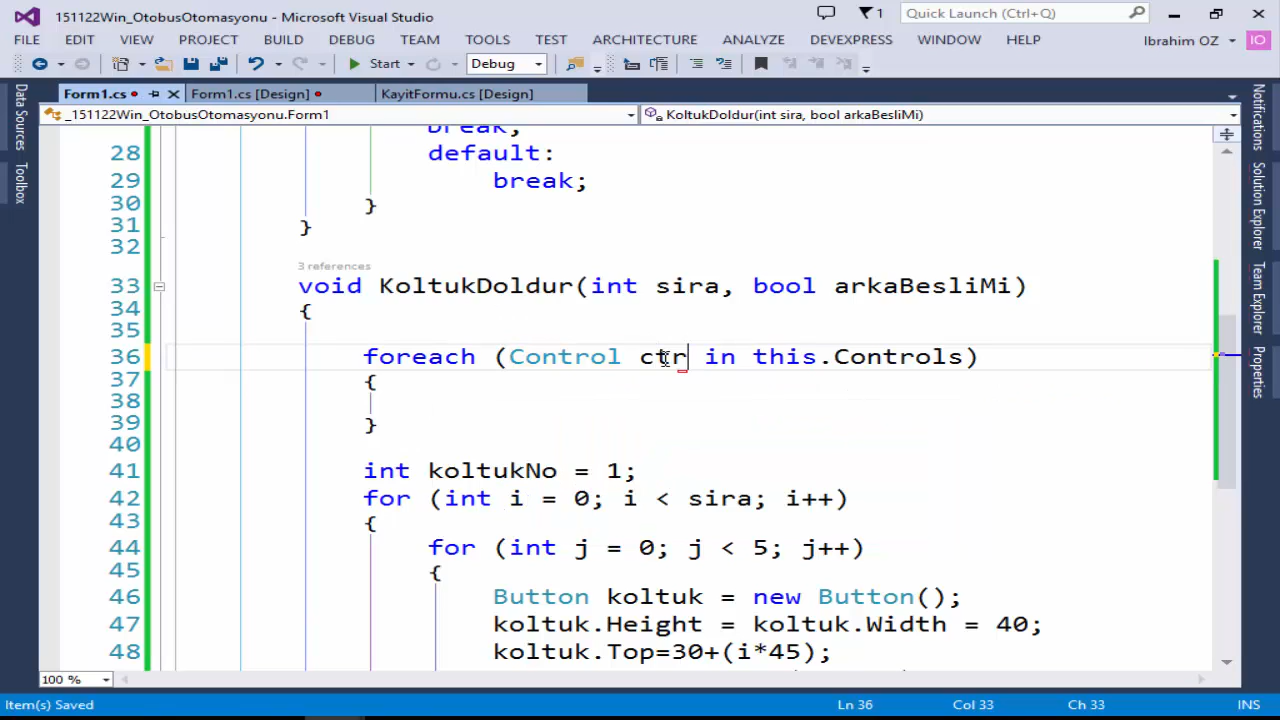 151122Win_OtobusOtomasyonu - Microsoft Visual Studio
1
Quick Launch (Ctrl+Q)
FILE EDIT VIEW PROJECT BUILD DEBUG TEAM TOOLS TEST ARCHITECTURE ANALYZE DEVEXPRESS WINDOW HELP Ibrahim OZ IO
Start Debug
Form1.cs Form1.cs [Design] KayitFormu.cs [Design]
_151122Win_OtobusOtomasyonu.Form1 KoltukDoldur(int sira, bool arkaBesliMi)
Data Sources
Toolbox
break;
28 default:
29 break;
30 }
31 }
32
3 references
33 void KoltukDoldur(int sira, bool arkaBesliMi)
34 {
35
36 foreach (Control ctr in this.Controls)
37 {
38
39 }
40
41 int koltukNo = 1;
42 for (int i = 0; i < sira; i++)
43 {
44 for (int j = 0; j < 5; j++)
45 {
46 Button koltuk = new Button();
47 koltuk.Height = koltuk.Width = 40;
48 koltuk.Top=30+(i*45);
Notifications
Solution Explorer
Team Explorer
Properties
100 %
Item(s) Saved Ln 36 Col 33 Ch 33 INS